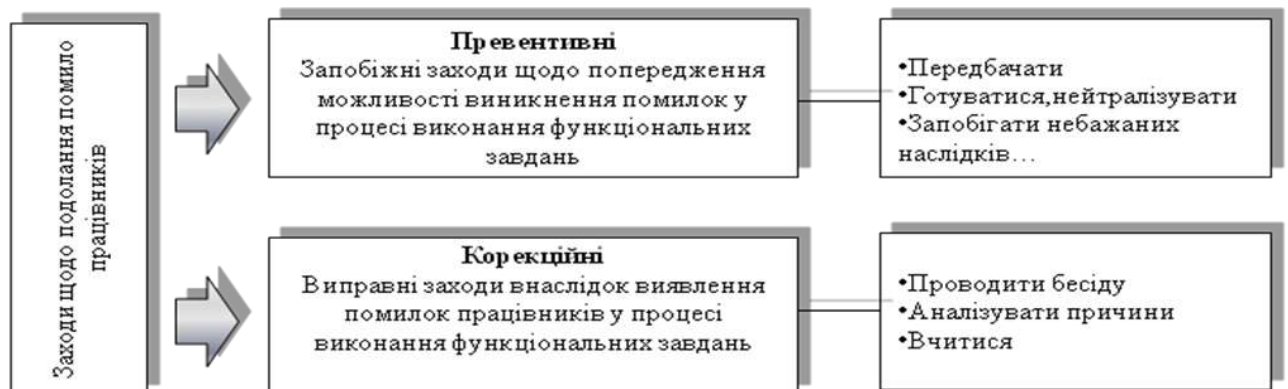 Заходи щодо подолання помило
працівників
Превентивні
Запобіжні заходи щодо попередження
можливості виникнення помилок у
процесі виконання функціональних
завдань
•Передбачати
•Готуватися,нейтралізувати
•Запобігати небажаних
наслідків…
Корекційні
Виправні заходи внаслідок виявлення
помилок працівників у процесі
виконання функціональних завдань
•Проводити бесіду
•Аналізувати причини
•Вчитися